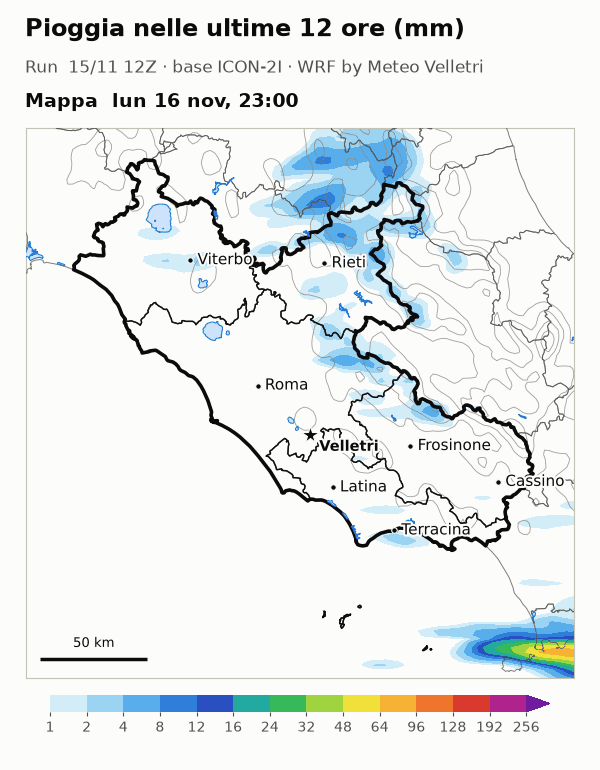 Pioggia nelle ultime 12 ore (mm)
Run  15/11 12Z · base ICON-2I · WRF by Meteo Velletri
Mappa  lun 16 nov, 23:00
Viterbo
Rieti
Roma
Velletri
Frosinone
Cassino
Latina
Terracina
50 km
1 2 4 8 12 16 24 32 48 64 96 128 192 256